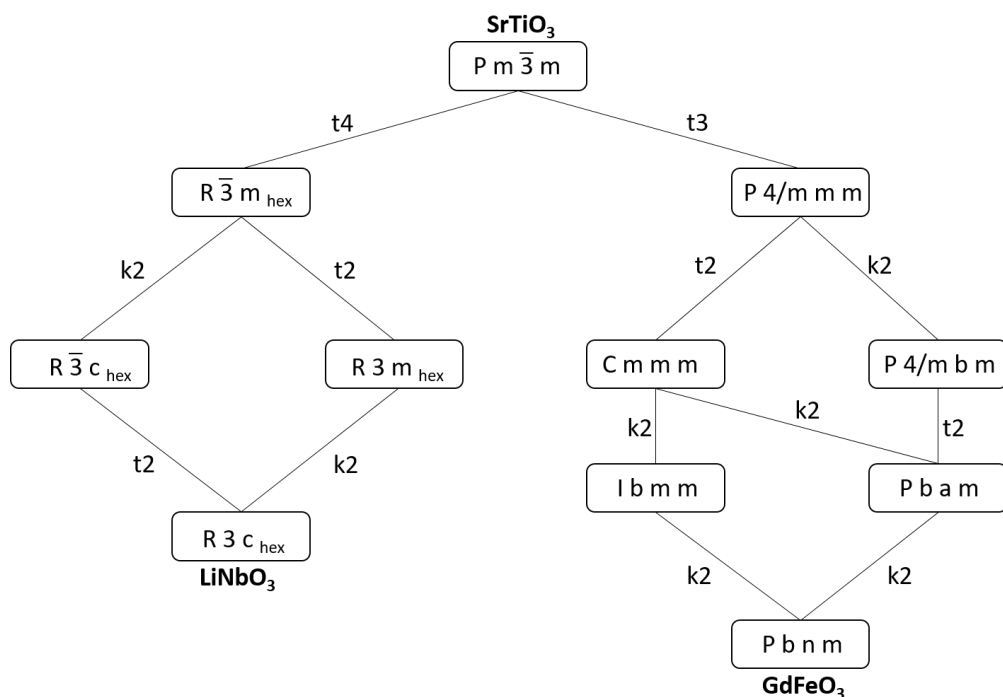 SrTiO₃
P m 3̅ m
t4
t3
R 3̅ m hex
P 4/m m m
k2
t2
t2
k2
R 3̅ c hex
R 3 m hex
C m m m
P 4/m b m
t2
k2
k2
k2
t2
I b m m
P b a m
R 3 c hex
LiNbO₃
k2
k2
P b n m
GdFeO₃